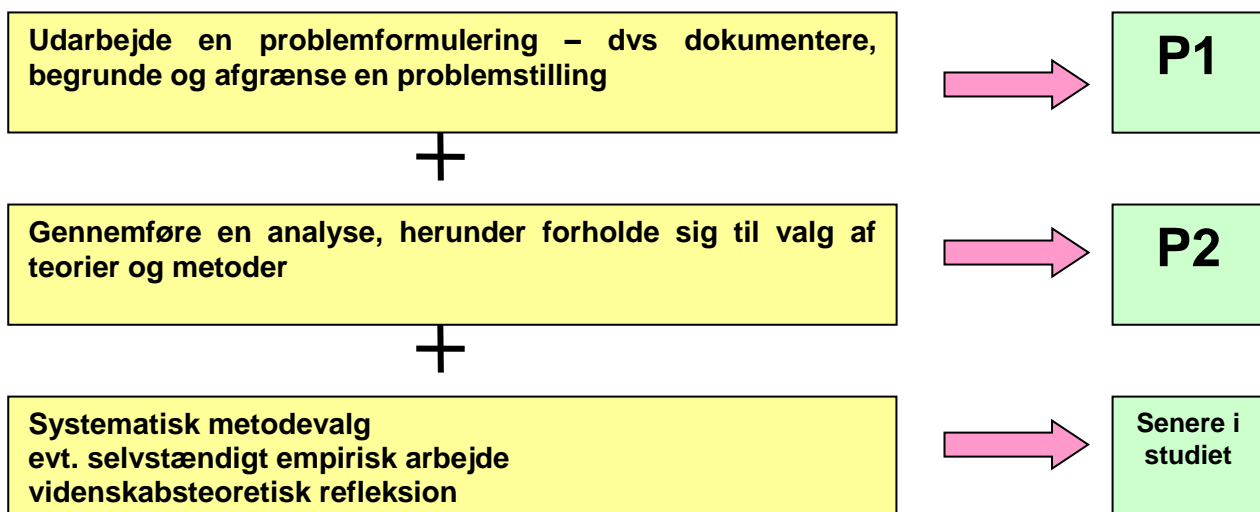 Udarbejde en problemformulering – dvs dokumentere,
begrunde og afgrænse en problemstilling
P1
+
Gennemføre en analyse, herunder forholde sig til valg af
teorier og metoder
P2
+
Systematisk metodevalg
evt. selvstændigt empirisk arbejde
videnskabsteoretisk refleksion
Senere i
studiet